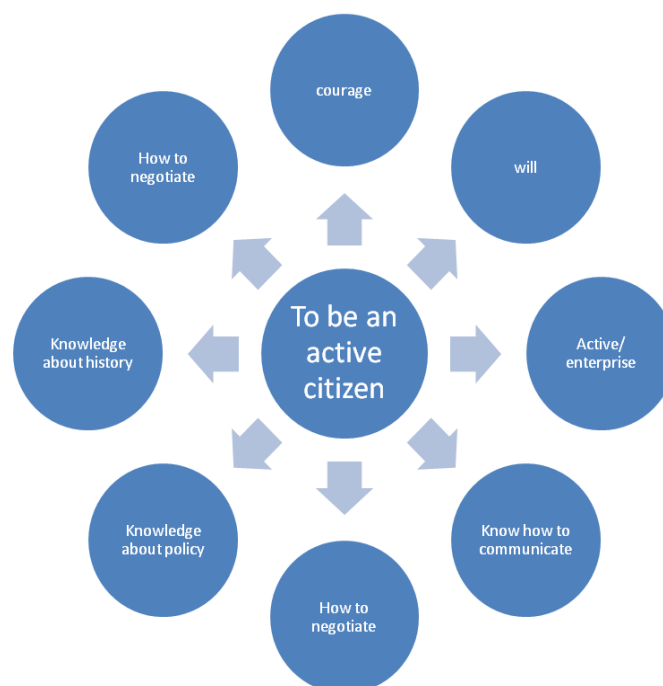 courage
will
Active/
enterprise
Know how to
communicate
How to
negotiate
Knowledge
about policy
Knowledge
about history
How to
negotiate
To be an
active
citizen